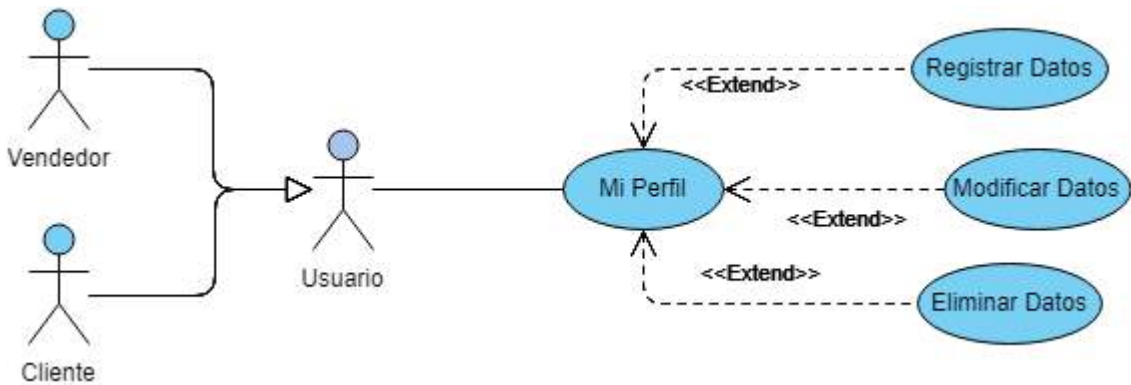 Vendedor
Cliente
Usuario
Mi Perfil
<<Extend>>
Registrar Datos
<<Extend>>
Modificar Datos
<<Extend>>
Eliminar Datos